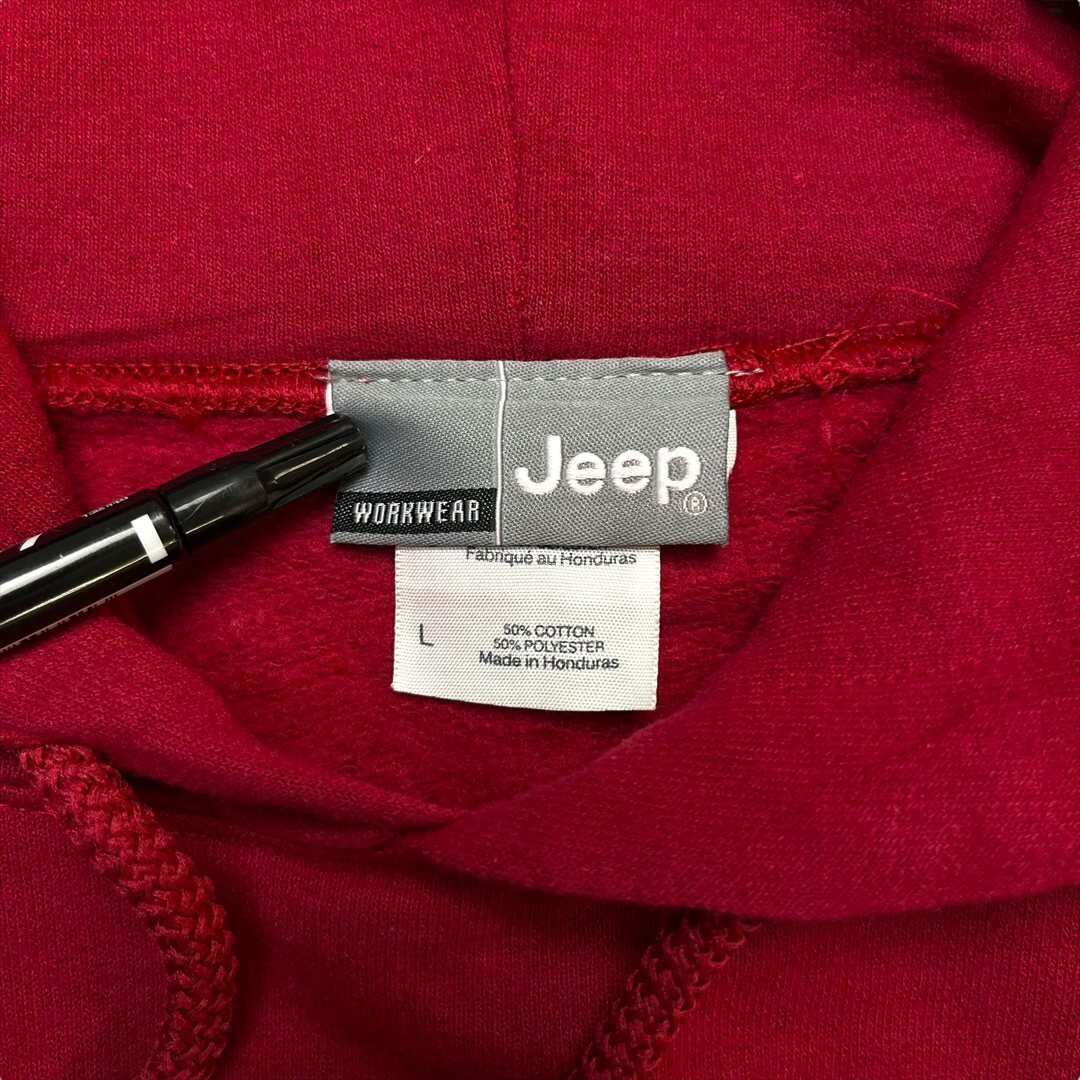 Jeep
®
WORKWEAR
Fabriqué au Honduras
L
50% COTTON
50% POLYESTER
Made in Honduras